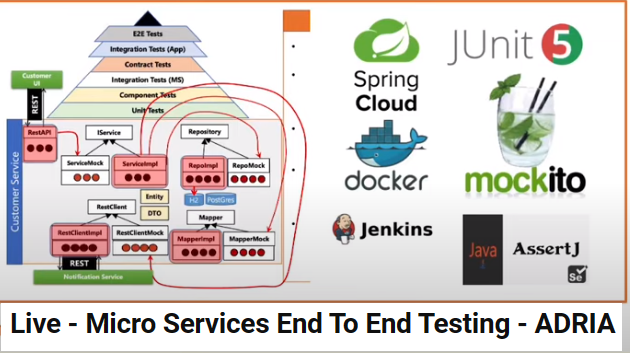 E2E Tests
Integration Tests (App)
Contract Tests
Integration Tests (MS)
Component Tests
Unit Tests
Customer
UI
REST
Customer Service
RestAPI
IService
Repository
ServiceMock
ServiceImpl
RepoImpl
RepoMock
Entity
DTO
H2
PostGres
RestClient
Mapper
RestClientImpl
RestClientMock
MapperImpl
MapperMock
REST
Notification Service
Spring
Cloud
JUnit 5
docker
mockito
Jenkins
Java
AssertJ
Se
Live - Micro Services End To End Testing - ADRIA